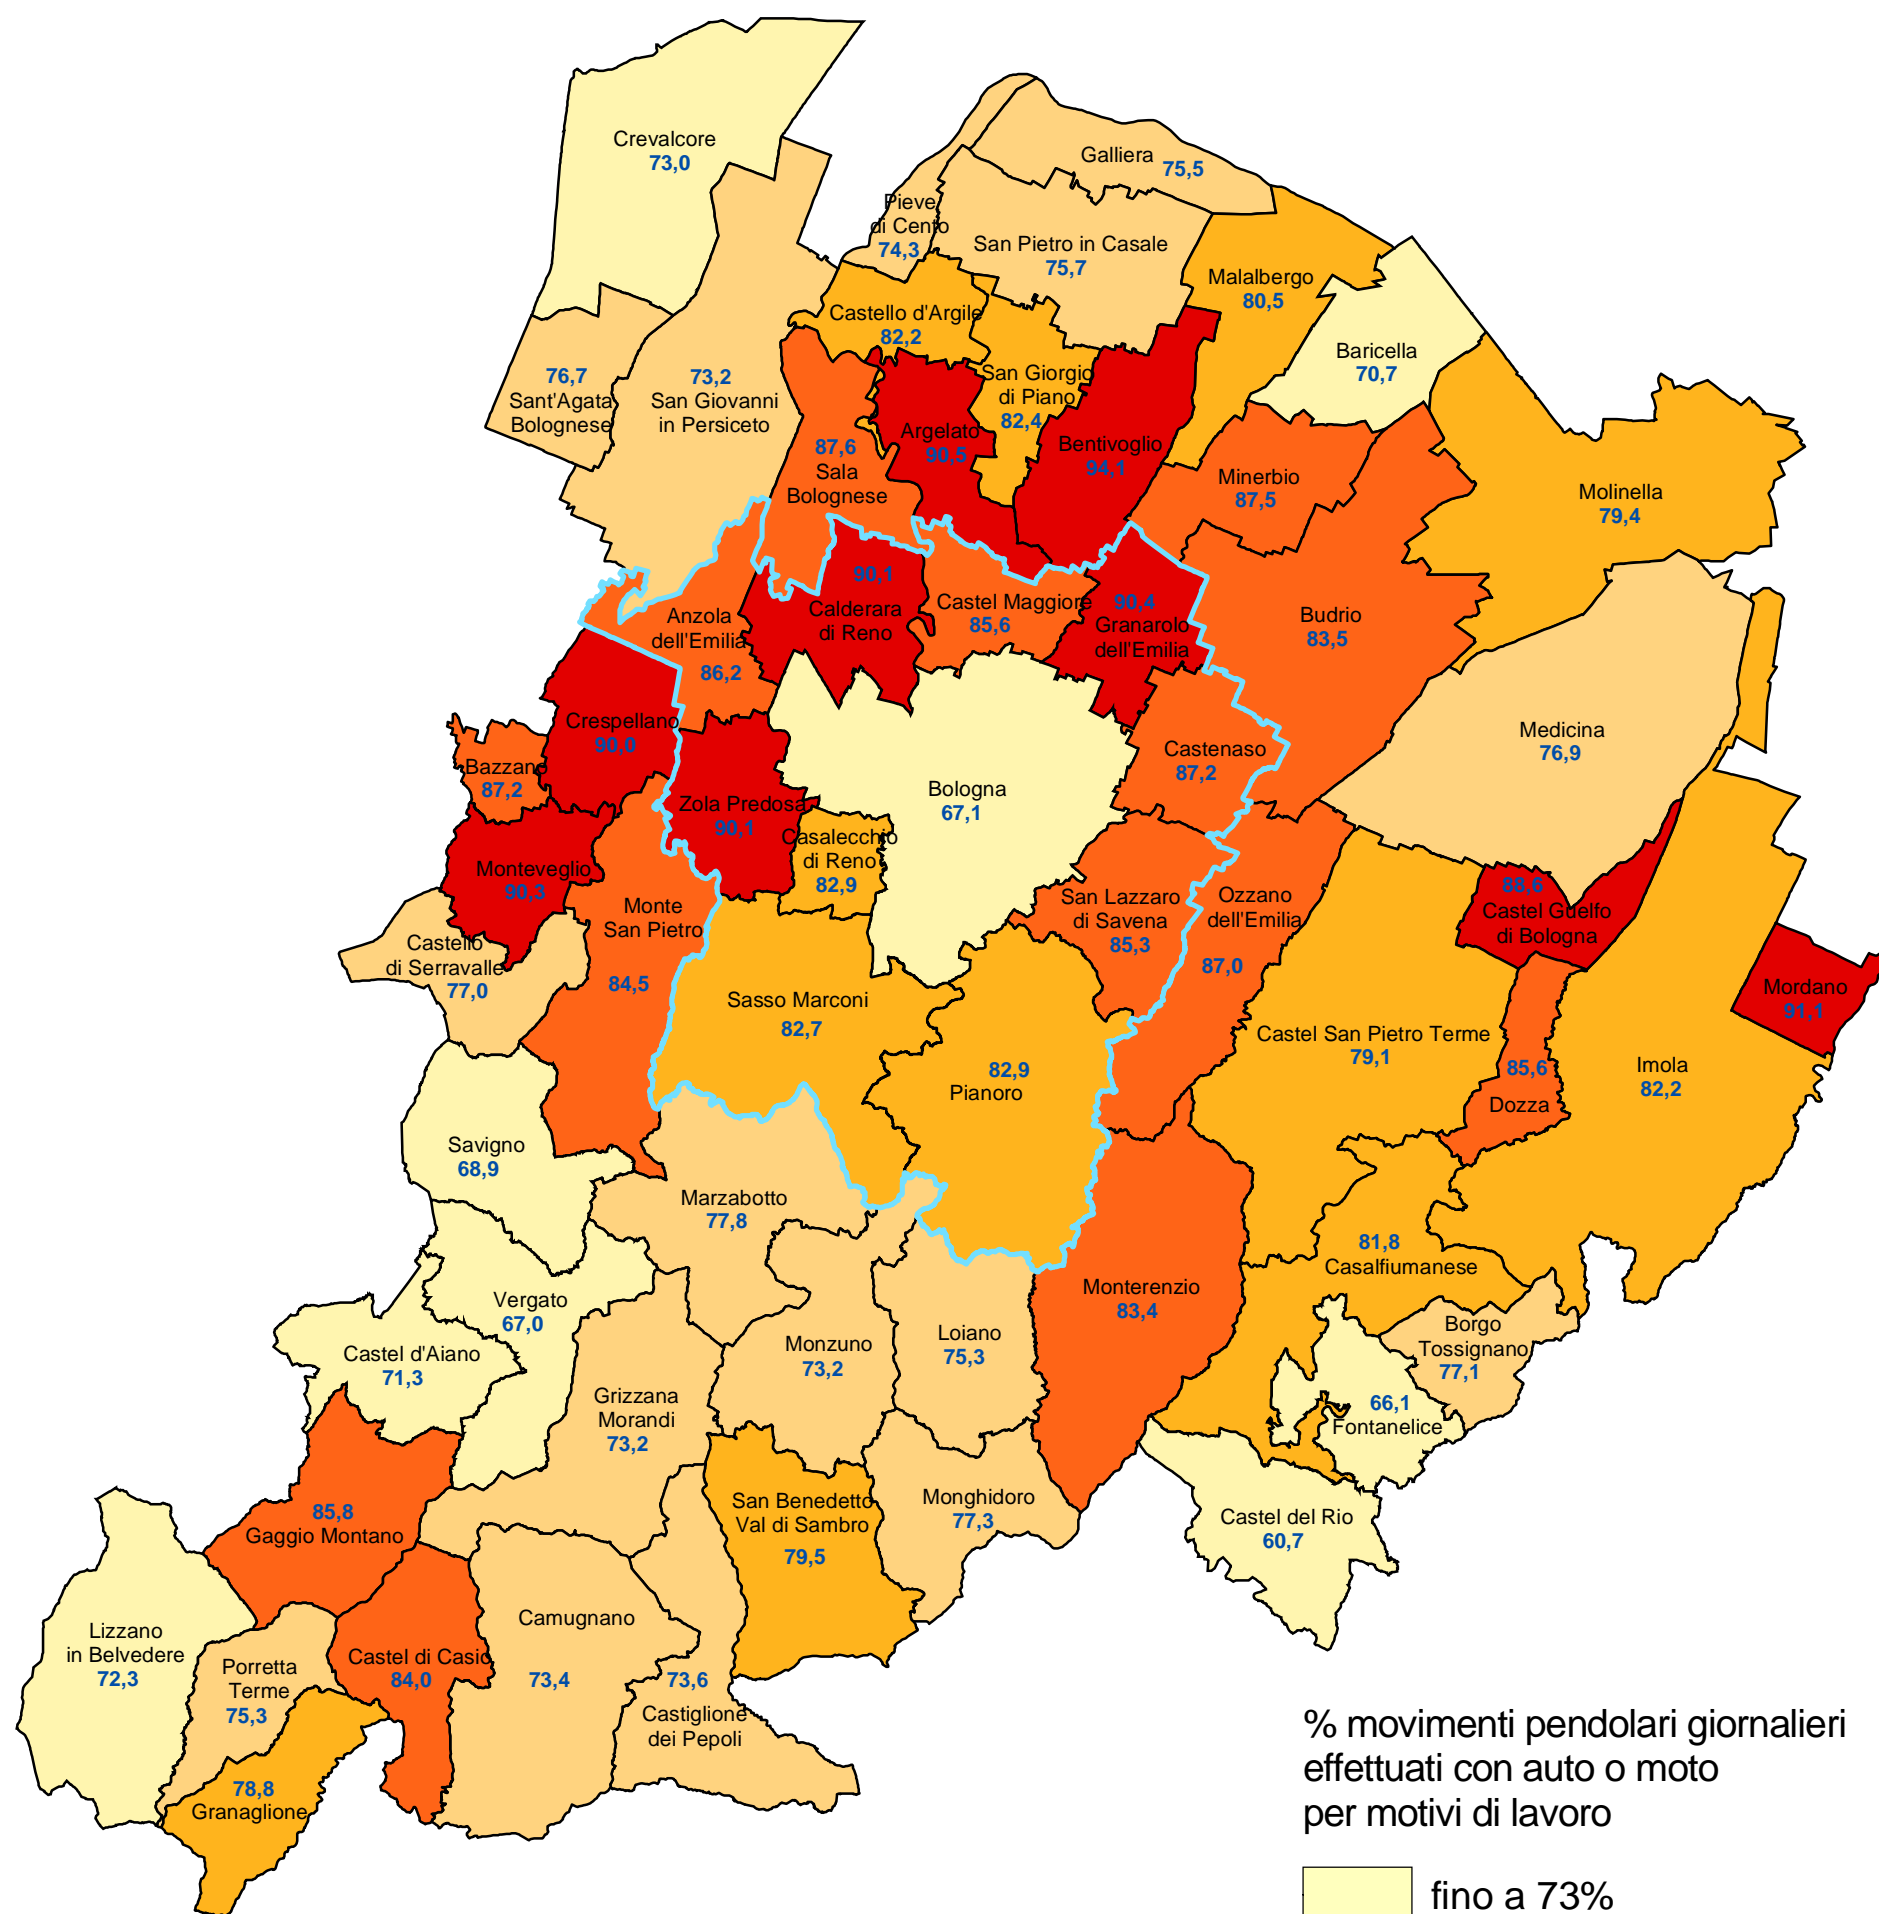 Crevalcore
73,0
Galliera 75,5
Pieve
di Cento
74,3
San Pietro in Casale
75,7
Malalbergo
80,5
Castello d'Argile
82,2
Baricella
70,7
76,7
Sant'Agata
Bolognese
73,2
San Giovanni
in Persiceto
San Giorgio
di Piano
82,4
Argelato
90,5
Bentivoglio
94,1
87,6
Sala
Bolognese
Minerbio
87,5
Molinella
79,4
90,1
Calderara
di Reno
Castel Maggiore
85,6
90,4
Granarolo
dell'Emilia
Anzola
dell'Emilia
86,2
Budrio
83,5
Crespellano
90,0
Castenaso
87,2
Medicina
76,9
Bazzano
87,2
Bologna
67,1
Zola Predosa
90,1
Casalecchio
di Reno
82,9
Monteveglio
90,3
San Lazzaro
di Savena
85,3
Ozzano
dell'Emilia
87,0
88,6
Castel Guelfo
di Bologna
Monte
San Pietro
84,5
Castello
di Serravalle
77,0
Sasso Marconi
82,7
Mordano
91,1
Castel San Pietro Terme
79,1
82,9
Pianoro
85,6
Dozza
Imola
82,2
Savigno
68,9
Marzabotto
77,8
81,8
Casalfiumanese
Vergato
67,0
Monterenzio
83,4
Castel d'Aiano
71,3
Monzuno
73,2
Loiano
75,3
Borgo
Tossignano
77,1
Grizzana
Morandi
73,2
66,1
Fontanelice
85,8
Gaggio Montano
San Benedetto
Val di Sambro
79,5
Monghidoro
77,3
Castel del Rio
60,7
Lizzano
in Belvedere
72,3
Porretta
Terme
75,3
Castel di Casio
84,0
Camugnano
73,4
73,6
Castiglione
dei Pepoli
78,8
Granaglione
% movimenti pendolari giornalieri
effettuati con auto o moto
per motivi di lavoro
fino a 73%